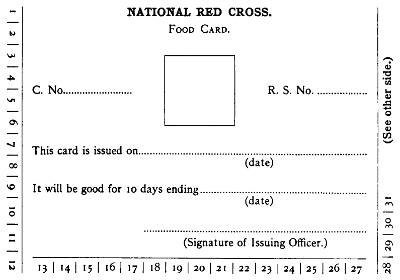 NATIONAL RED CROSS.
FOOD CARD.
C. No.................... R. S. No. ................
This card is issued on............................................................
(date)
It will be good for 10 days ending............................................
(date)
............................................................
(Signature of Issuing Officer.)
1 | 2 | 3 | 4 | 5 | 6 | 7 | 8 | 9 | 10 | 11 | 12
13 | 14 | 15 | 16 | 17 | 18 | 19 | 20 | 21 | 22 | 23 | 24 | 25 | 26 | 27
28 | 29 | 30 | 31
(See other side.)